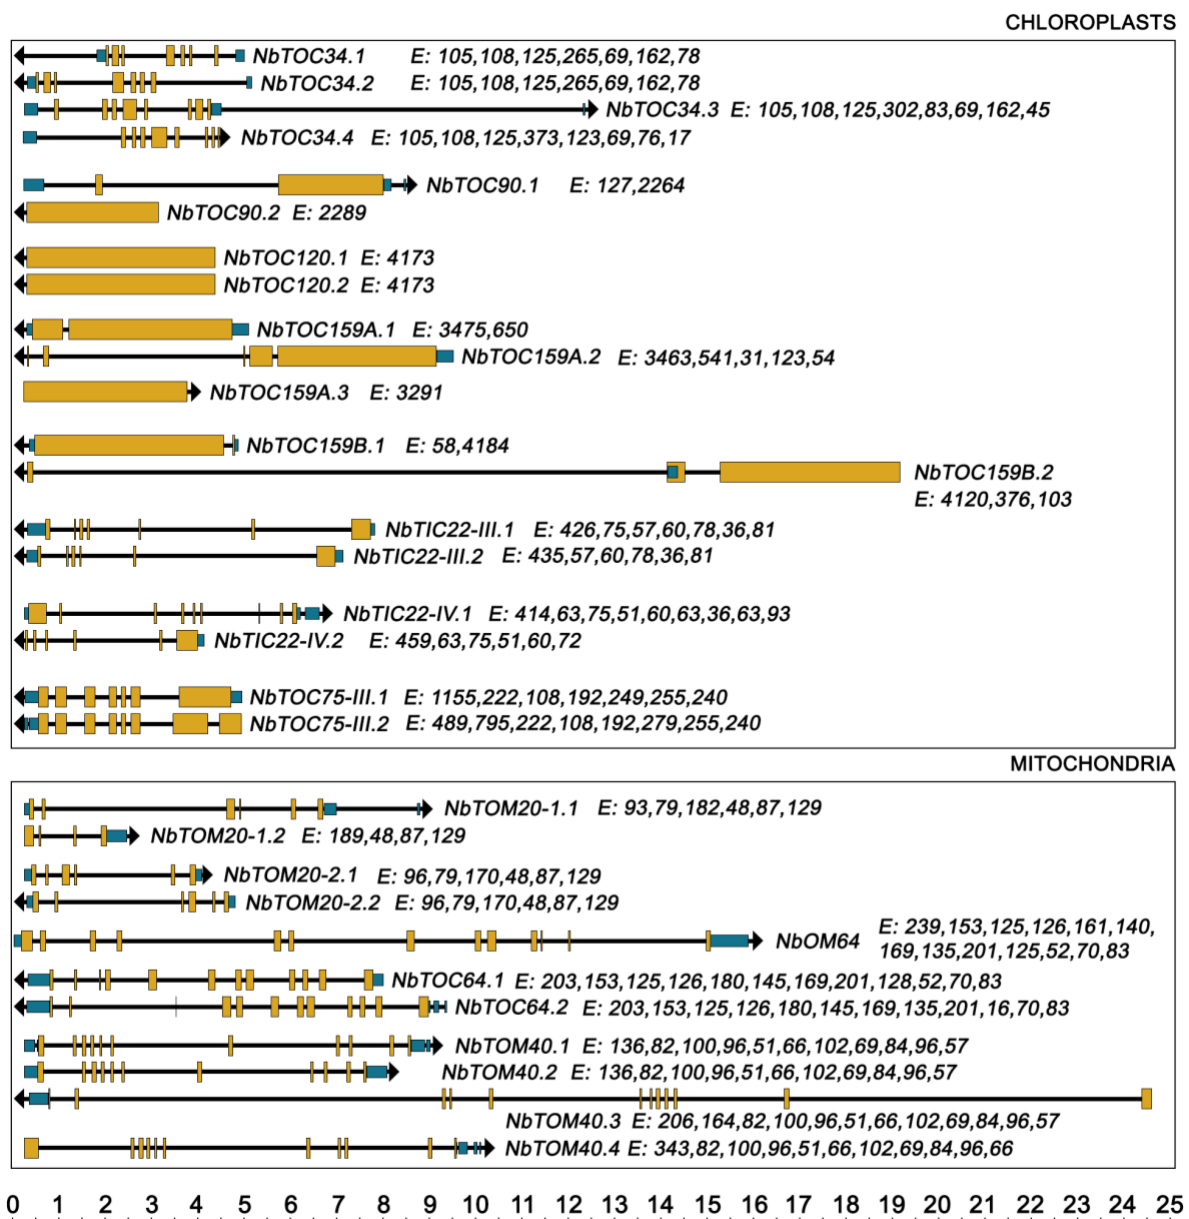 CHLOROPLASTS
NbTOC34.1 E: 105,108,125,265,69,162,78
NbTOC34.2 E: 105,108,125,265,69,162,78
NbTOC34.3 E: 105,108,125,302,83,69,162,45
NbTOC34.4 E: 105,108,125,373,123,69,76,17
NbTOC90.1 E: 127,2264
NbTOC90.2 E: 2289
NbTOC120.1 E: 4173
NbTOC120.2 E: 4173
NbTOC159A.1 E: 3475,650
NbTOC159A.2 E: 3463,541,31,123,54
NbTOC159A.3 E: 3291
NbTOC159B.1 E: 58,4184
NbTOC159B.2
E: 4120,376,103
NbTIC22-III.1 E: 426,75,57,60,78,36,81
NbTIC22-III.2 E: 435,57,60,78,36,81
NbTIC22-IV.1 E: 414,63,75,51,60,63,36,63,93
NbTIC22-IV.2 E: 459,63,75,51,60,72
NbTOC75-III.1 E: 1155,222,108,192,249,255,240
NbTOC75-III.2 E: 489,795,222,108,192,279,255,240
MITOCHONDRIA
NbTOM20-1.1 E: 93,79,182,48,87,129
NbTOM20-1.2 E: 189,48,87,129
NbTOM20-2.1 E: 96,79,170,48,87,129
NbTOM20-2.2 E: 96,79,170,48,87,129
NbOM64 E: 239,153,125,126,161,140,
169,135,201,125,52,70,83
NbTOC64.1 E: 203,153,125,126,180,145,169,201,128,52,70,83
NbTOC64.2 E: 203,153,125,126,180,145,169,135,201,16,70,83
NbTOM40.1 E: 136,82,100,96,51,66,102,69,84,96,57
NbTOM40.2 E: 136,82,100,96,51,66,102,69,84,96,57
NbTOM40.3 E: 206,164,82,100,96,51,66,102,69,84,96,57
NbTOM40.4 E: 343,82,100,96,51,66,102,69,84,96,66
0 1 2 3 4 5 6 7 8 9 10 11 12 13 14 15 16 17 18 19 20 21 22 23 24 25